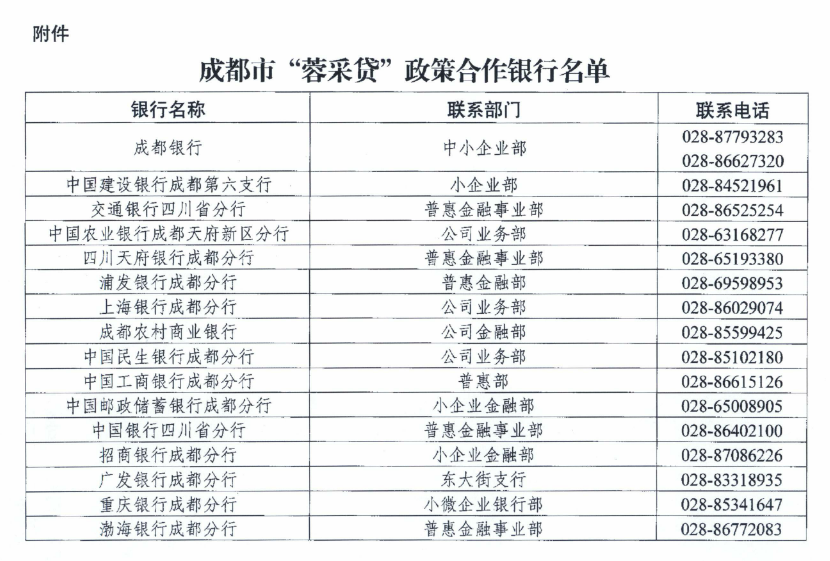 附件
成都市“蓉采贷”政策合作银行名单
银行名称 联系部门 联系电话
成都银行 中小企业部 028-87793283
028-86627320
中国建设银行成都第六支行 小企业部 028-84521961
交通银行四川省分行 普惠金融事业部 028-86525254
中国农业银行成都天府新区分行 公司业务部 028-63168277
四川天府银行成都分行 普惠金融事业部 028-65193380
浦发银行成都分行 普惠金融部 028-69598953
上海银行成都分行 公司业务部 028-86029074
成都农村商业银行 公司金融部 028-85599425
中国民生银行成都分行 公司业务部 028-85102180
中国工商银行成都分行 普惠部 028-86615126
中国邮政储蓄银行成都分行 小企业金融部 028-65008905
中国银行四川省分行 普惠金融事业部 028-86402100
招商银行成都分行 小企业金融部 028-87086226
广发银行成都分行 东大街支行 028-83318935
重庆银行成都分行 小微企业银行部 028-85341647
渤海银行成都分行 普惠金融事业部 028-86772083